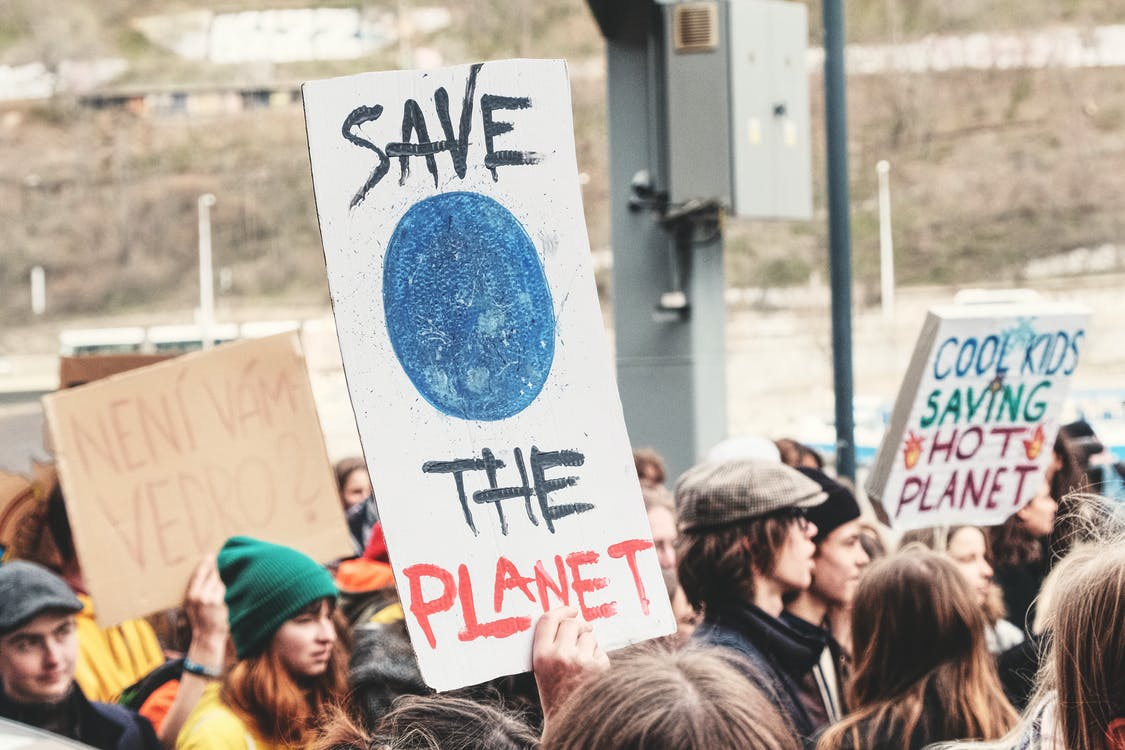 SAVE
THE
PLANET
NENÍ VÁM
VEDRO?
COOL KIDS
SAVING
HOT
PLANET